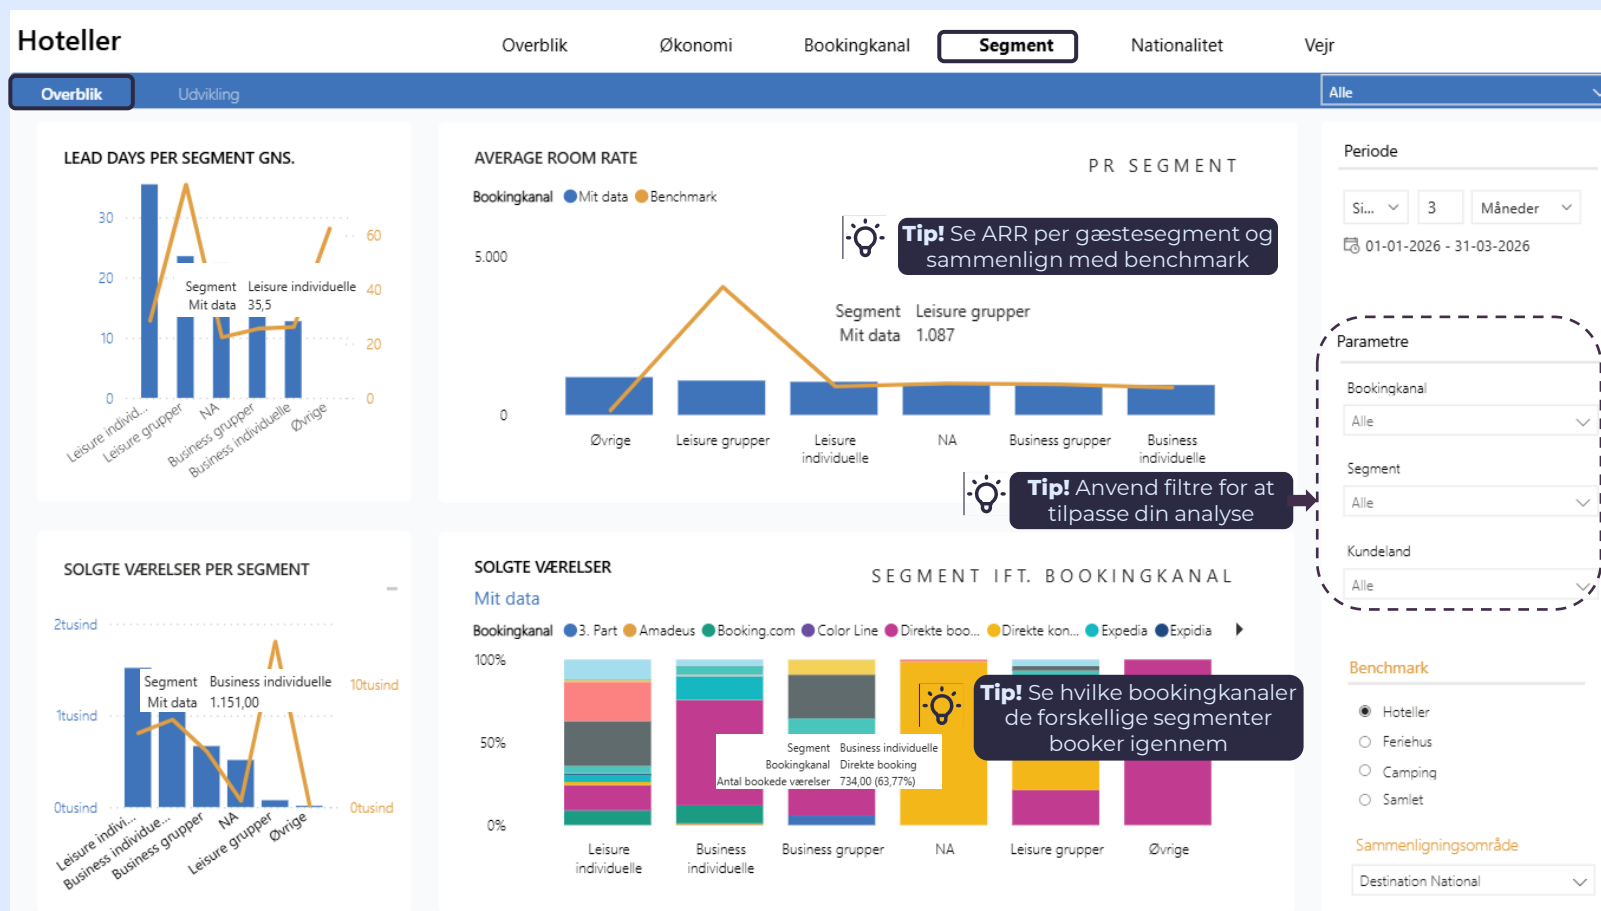 Hoteller
Overblik
Økonomi
Bookingkanal
Segment
Nationalitet
Vejr
Overblik
Udvikling
Alle
LEAD DAYS PER SEGMENT GNS.
30
20
10
0
60
40
20
0
Segment Leisure individuelle
Mit data 35,5
Leisure individ...
Leisure grupper
NA
Business grupper
Business individuelle
Øvrige
AVERAGE ROOM RATE
PR SEGMENT
Bookingkanal Mit data Benchmark
Tip! Se ARR per gæstesegment og
sammenlign med benchmark
5.000
0
Segment Leisure grupper
Mit data 1.087
Øvrige
Leisure grupper
Leisure
individuelle
NA
Business grupper
Business
individuelle
Tip! Anvend filtre for at
tilpasse din analyse
Periode
Si...
3
Måneder
01-01-2026 - 31-03-2026
Parametre
Bookingkanal
Alle
Segment
Alle
Kundeland
Alle
SOLGTE VÆRELSER PER SEGMENT
2tusind
1tusind
0tusind
10tusind
0tusind
Segment Business individuelle
Mit data 1.151,00
Leisure indivi...
Business individue...
Business grupper
NA
Leisure grupper
Øvrige
SOLGTE VÆRELSER
SEGMENT IFT. BOOKINGKANAL
Mit data
Bookingkanal 3. Part Amadeus Booking.com Color Line Direkte boo... Direkte kon... Expedia Expidia
100%
50%
0%
Tip! Se hvilke bookingkanaler
de forskellige segmenter
booker igennem
Segment Business individuelle
Bookingkanal Direkte booking
Antal bookede værelser 734,00 (63,77%)
Leisure
individuelle
Business
individuelle
Business grupper
NA
Leisure grupper
Øvrige
Benchmark
Hoteller
Feriehus
Camping
Samlet
Sammenligningsområde
Destination National